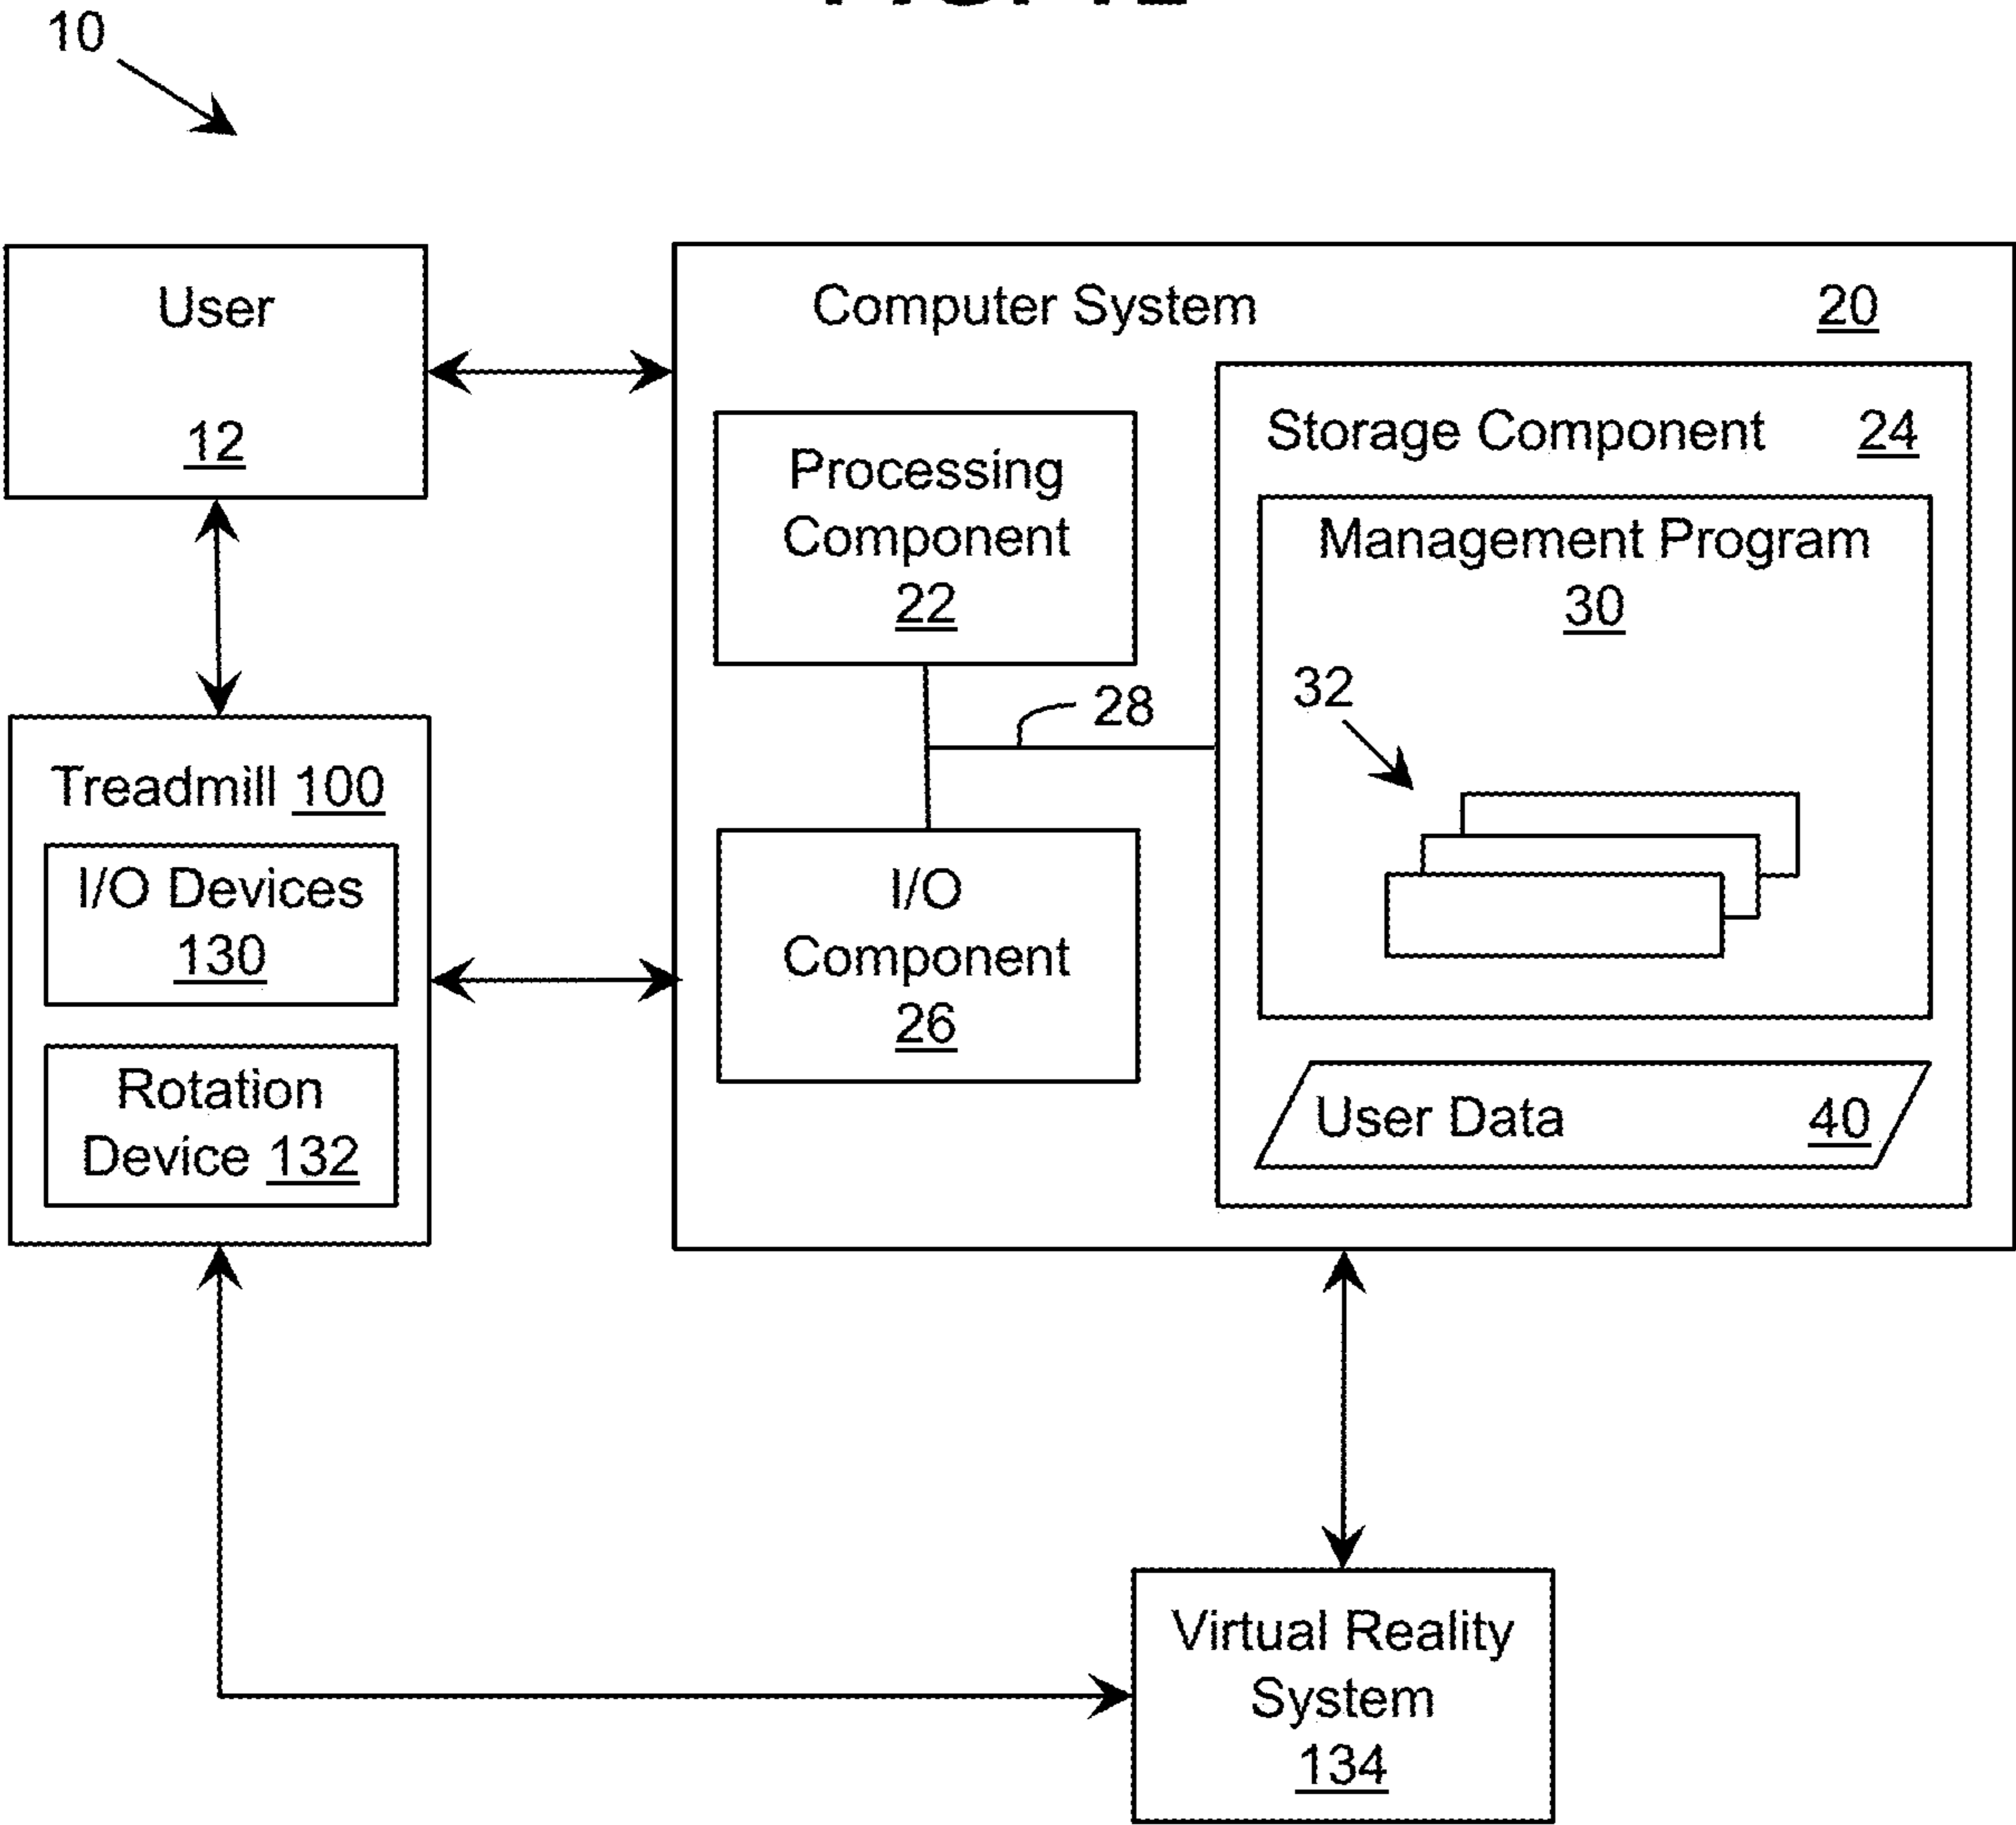 10
User
12
Computer System 20
Processing
Component
22
Storage Component 24
Management Program
30
32
28
Treadmill 100
I/O Devices
130
Rotation
Device 132
I/O
Component
26
User Data 40
Virtual Reality
System
134